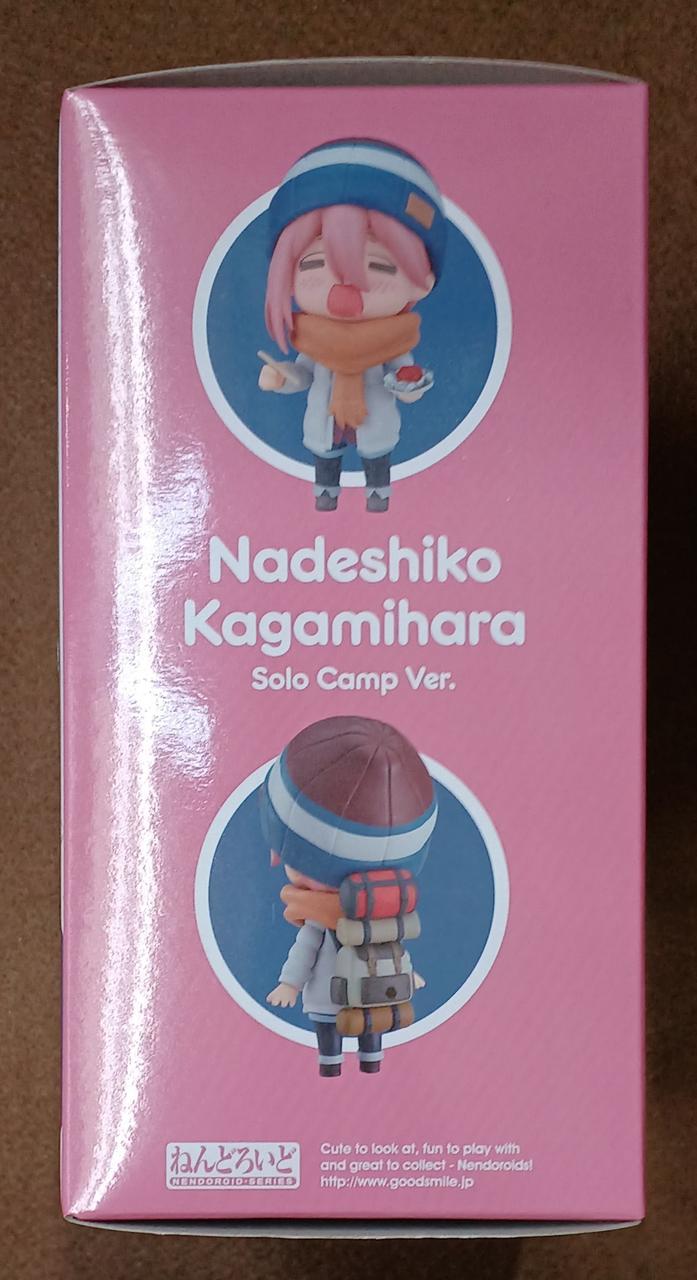 Nadeshiko
Kagamihara
Solo Camp Ver.
ねんどろいど
NENDOROID•SERIES
Cute to look at, fun to play with
and great to collect - Nendoroids!
http://www.goodsmile.jp